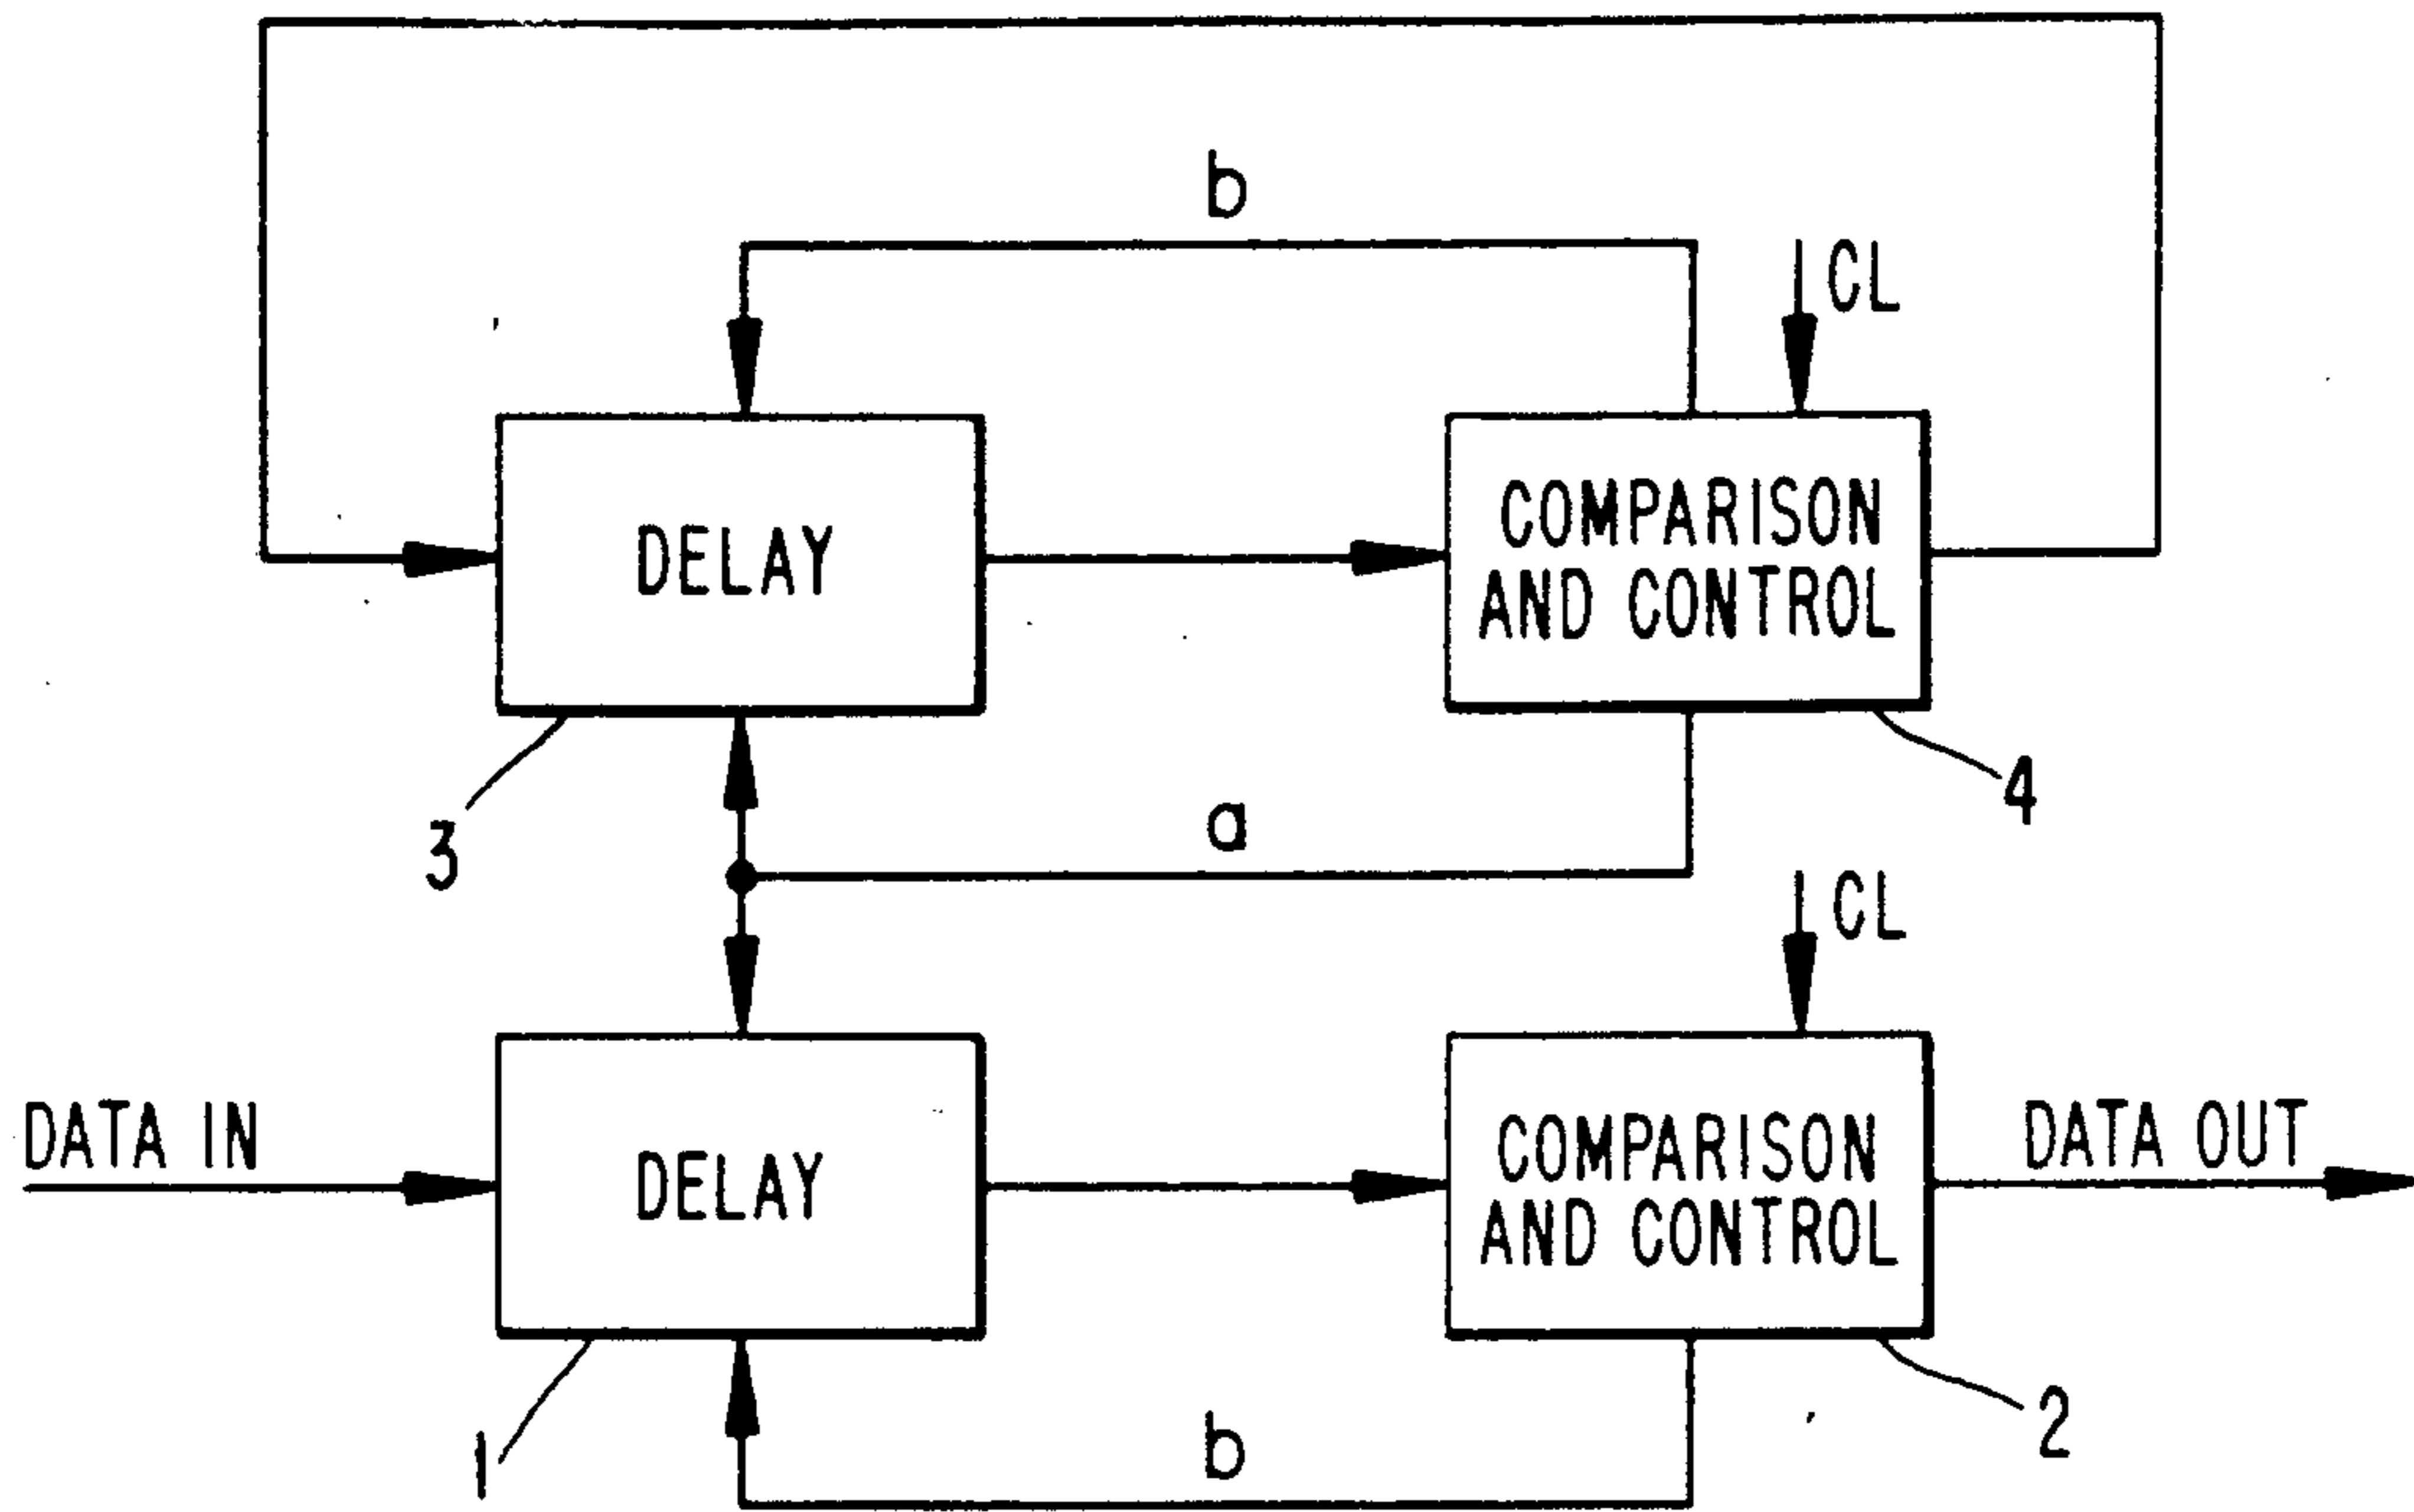 b
CL
DELAY
COMPARISON
AND CONTROL
3
4
a
CL
DATA IN
DELAY
COMPARISON
AND CONTROL
DATA OUT
1
2
b